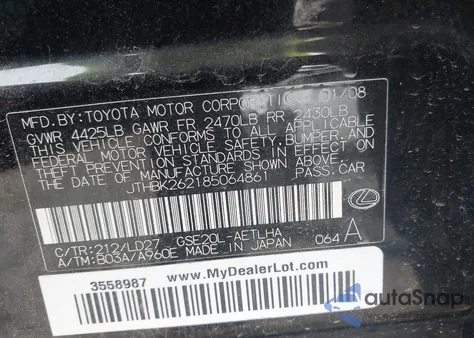 MFD.BY:TOYOTA MOTOR CORPORATION 01/08
GVWR 4425LB GAWR FR 2470LB RR 2430LB
THIS VEHICLE CONFORMS TO ALL APPLICABLE
FEDERAL MOTOR VEHICLE SAFETY, BUMPER, AND
THEFT PREVENTION STANDARDS IN EFFECT ON
THE DATE OF MANUFACTURE SHOWN ABOVE.
JTHBK262185064861 PASS.CAR
C/TR:212/LD27 GSE20L-AETLHA
A/TM:B03A/A960E MADE IN JAPAN 064 A
3558987 www.MyDealerLot.com
autoSnap